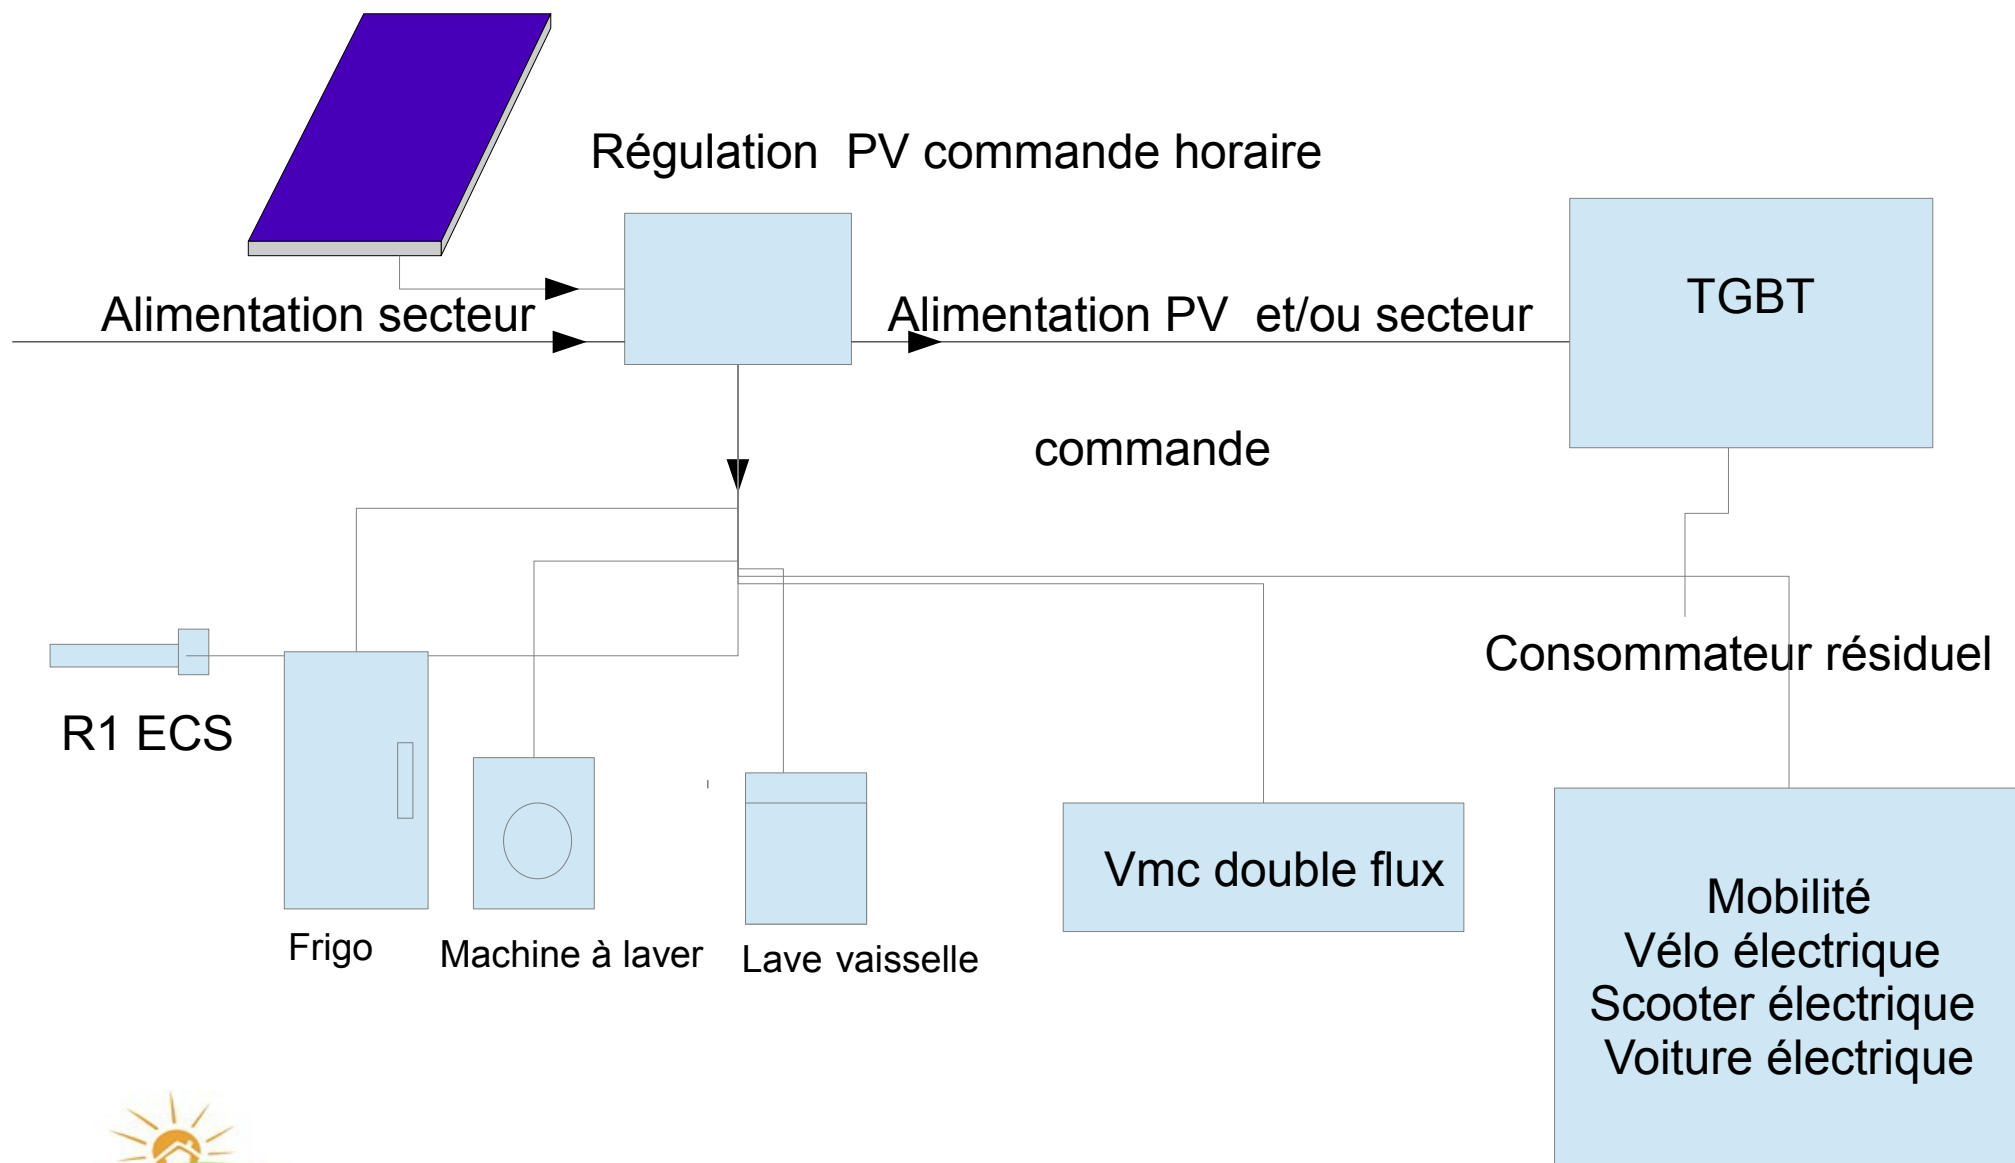 Régulation PV commande horaire
Alimentation secteur
Alimentation PV et/ou secteur
TGBT
commande
Consommateur résiduel
R1 ECS
Vmc double flux
Frigo
Machine à laver
Lave vaisselle
Mobilité
Vélo électrique
Scooter électrique
Voiture électrique